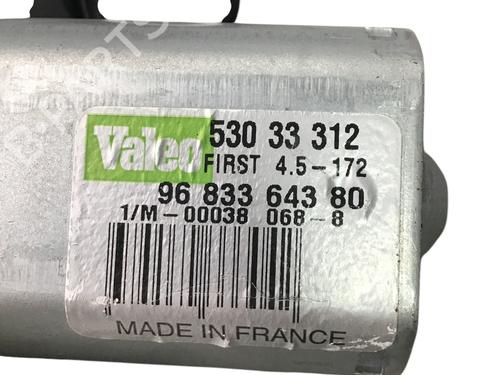 Valeo
530 33 312
FIRST 4.5-172
96 833 643 80
1/M-00038 068-8
MADE IN FRANCE